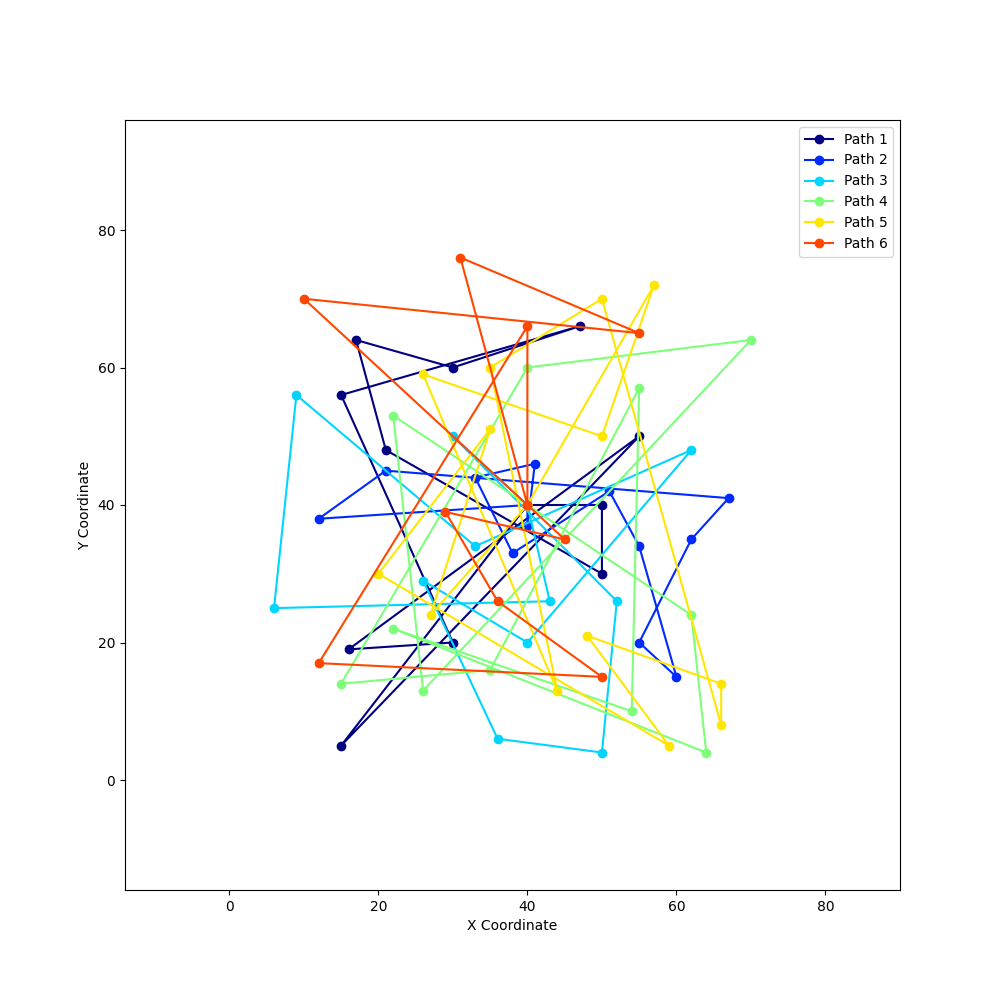 Path 1
Path 2
Path 3
Path 4
Path 5
Path 6
80
60
40
20
0
Y Coordinate
0 20 40 60 80
X Coordinate